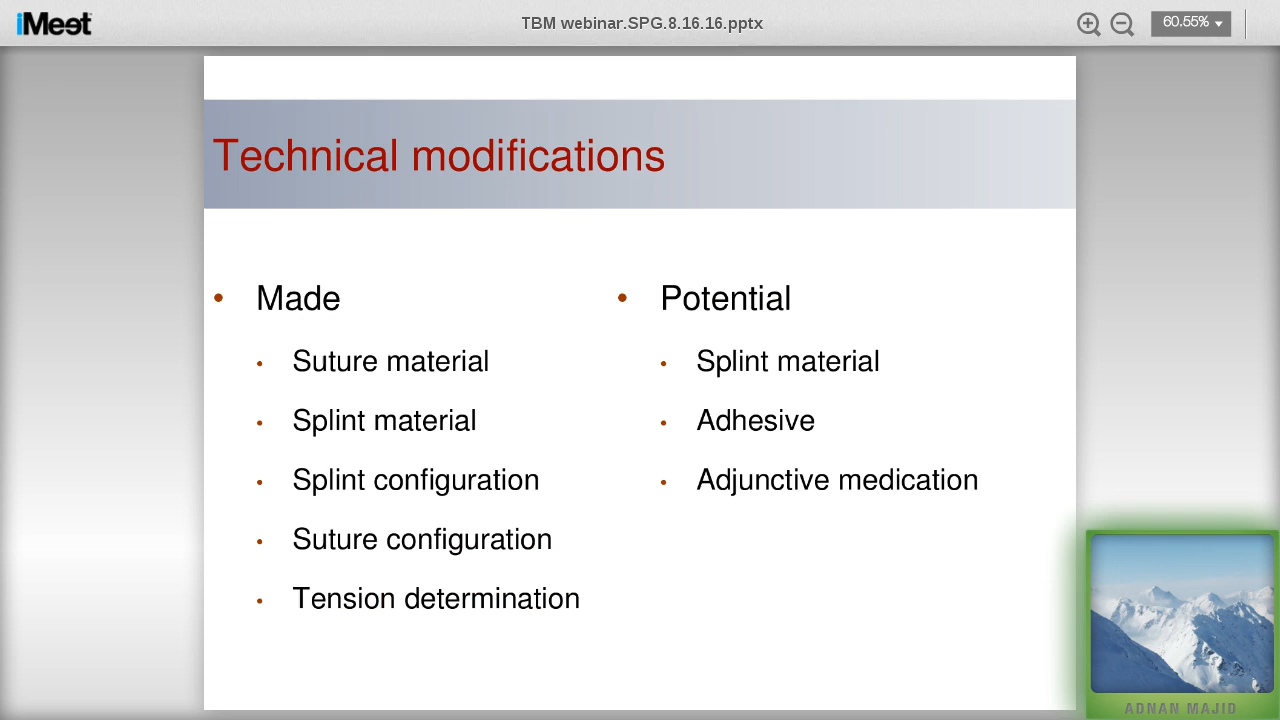 iMeet
TBM webinar.SPG.8.16.16.pptx
60.55%
Technical modifications
• Made
• Suture material
• Splint material
• Splint configuration
• Suture configuration
• Tension determination
• Potential
• Splint material
• Adhesive
• Adjunctive medication
ADNAN MAJID